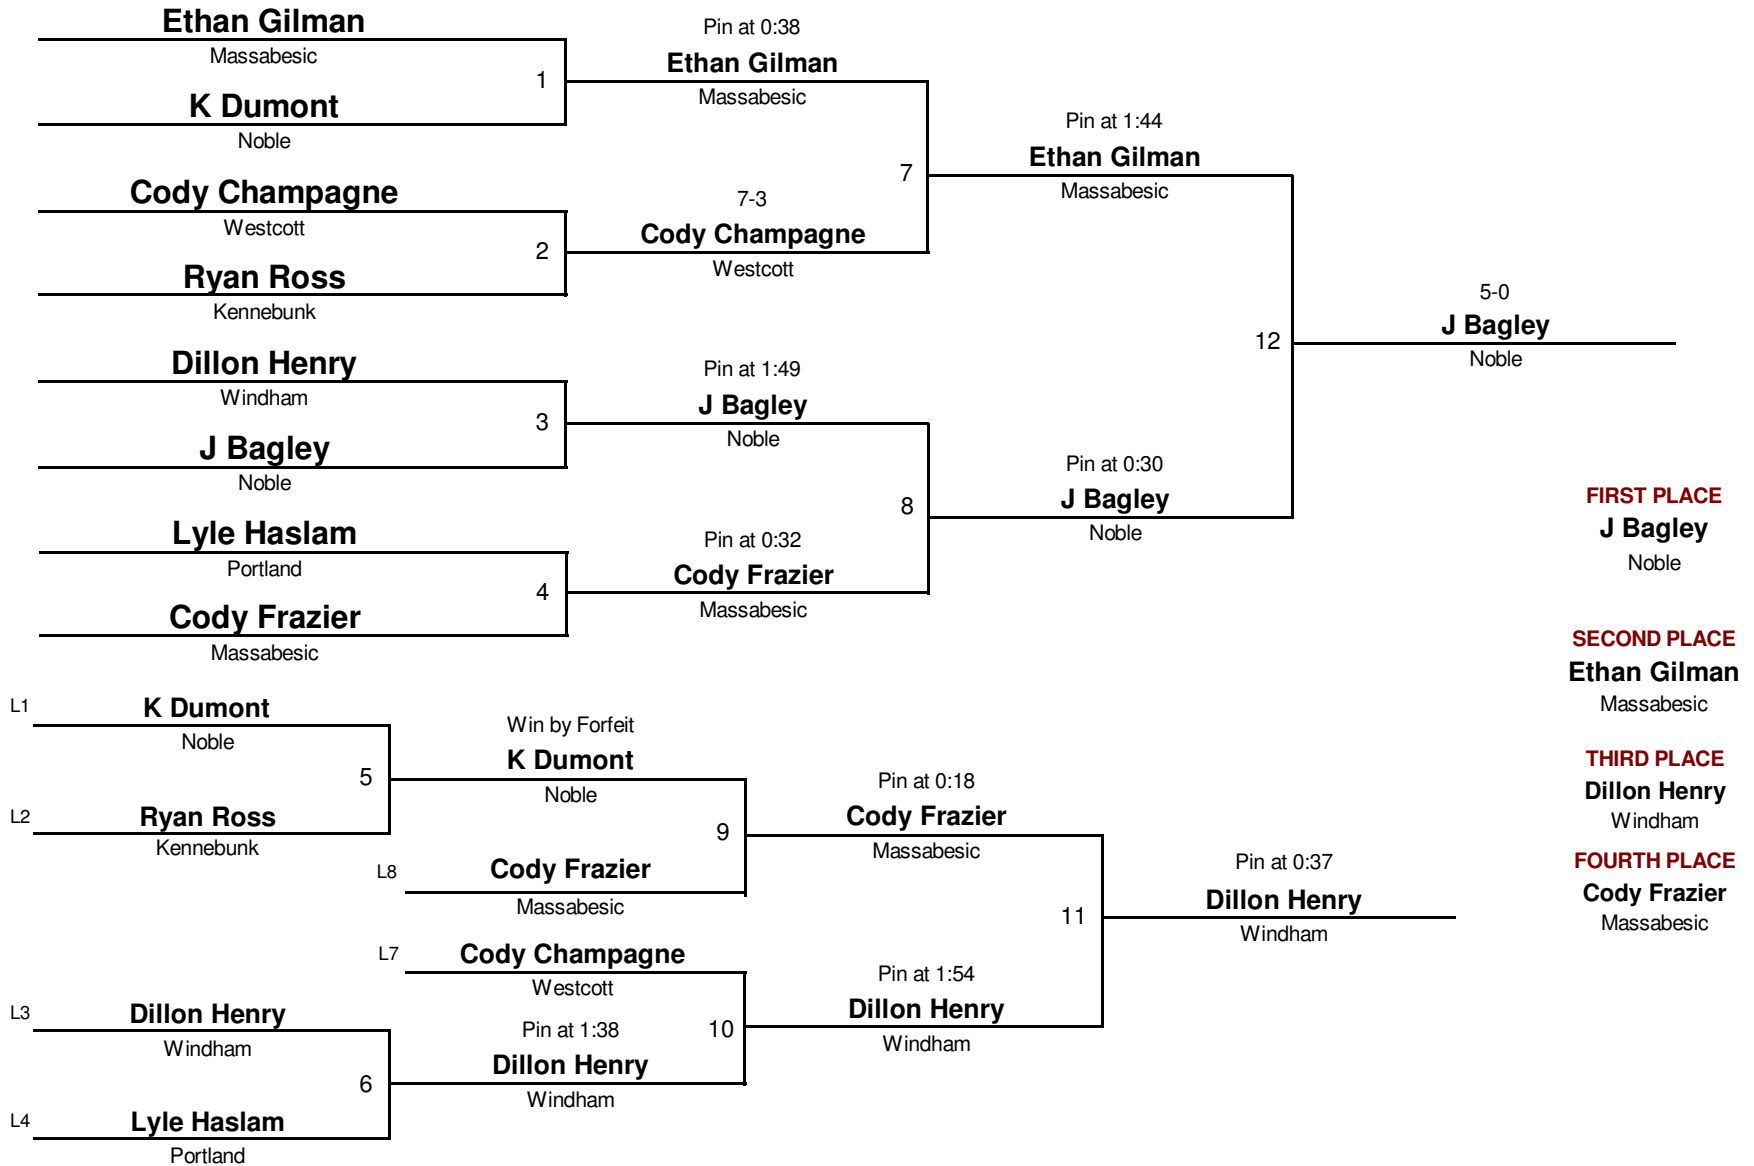 Ethan Gilman
Massabesic
1
K Dumont
Noble
Cody Champagne
Westcott
2
Ryan Ross
Kennebunk
Dillon Henry
Windham
3
J Bagley
Noble
Lyle Haslam
Portland
4
Cody Frazier
Massabesic
Pin at 0:38
Ethan Gilman
Massabesic
7
7-3
Cody Champagne
Westcott
Pin at 1:49
J Bagley
Noble
8
Pin at 0:32
Cody Frazier
Massabesic
Pin at 1:44
Ethan Gilman
Massabesic
12
Pin at 0:30
J Bagley
Noble
5-0
J Bagley
Noble
FIRST PLACE
J Bagley
Noble
SECOND PLACE
Ethan Gilman
Massabesic
THIRD PLACE
Dillon Henry
Windham
FOURTH PLACE
Cody Frazier
Massabesic
L1
K Dumont
Noble
5
L2
Ryan Ross
Kennebunk
Win by Forfeit
K Dumont
Noble
9
L8
Cody Frazier
Massabesic
L7
Cody Champagne
Westcott
10
L3
Dillon Henry
Windham
6
L4
Lyle Haslam
Portland
Pin at 1:38
Dillon Henry
Windham
Pin at 0:18
Cody Frazier
Massabesic
11
Pin at 1:54
Dillon Henry
Windham
Pin at 0:37
Dillon Henry
Windham